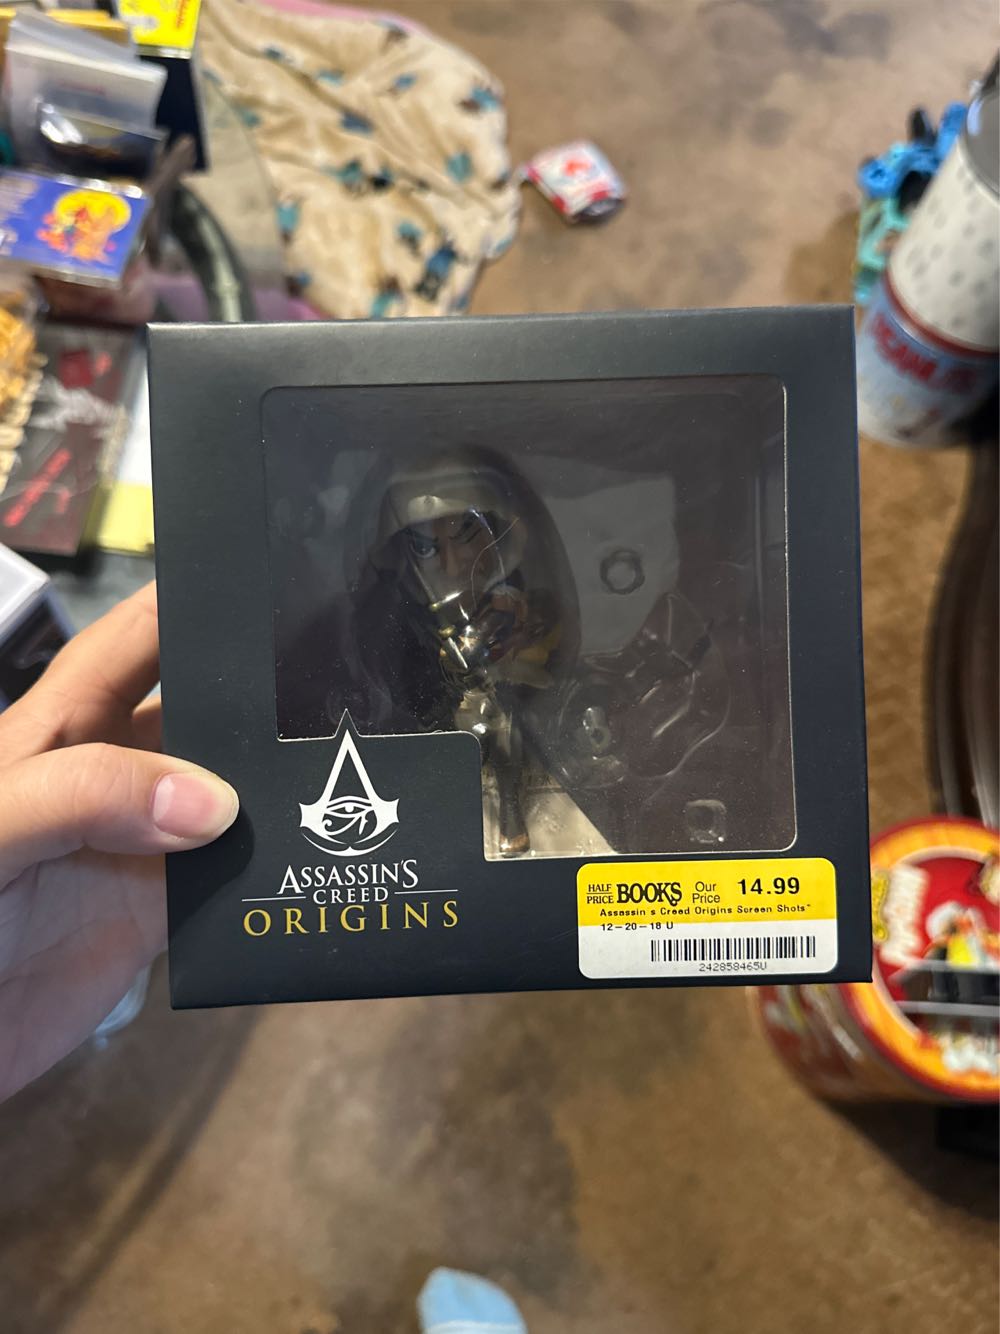 ASSASSIN'S
CREED
ORIGINS
HALF
PRICE
BOOKS
Our
Price
14.99
Assassin s Creed Origins Screen Shots"
12-20-18 U
242858465U